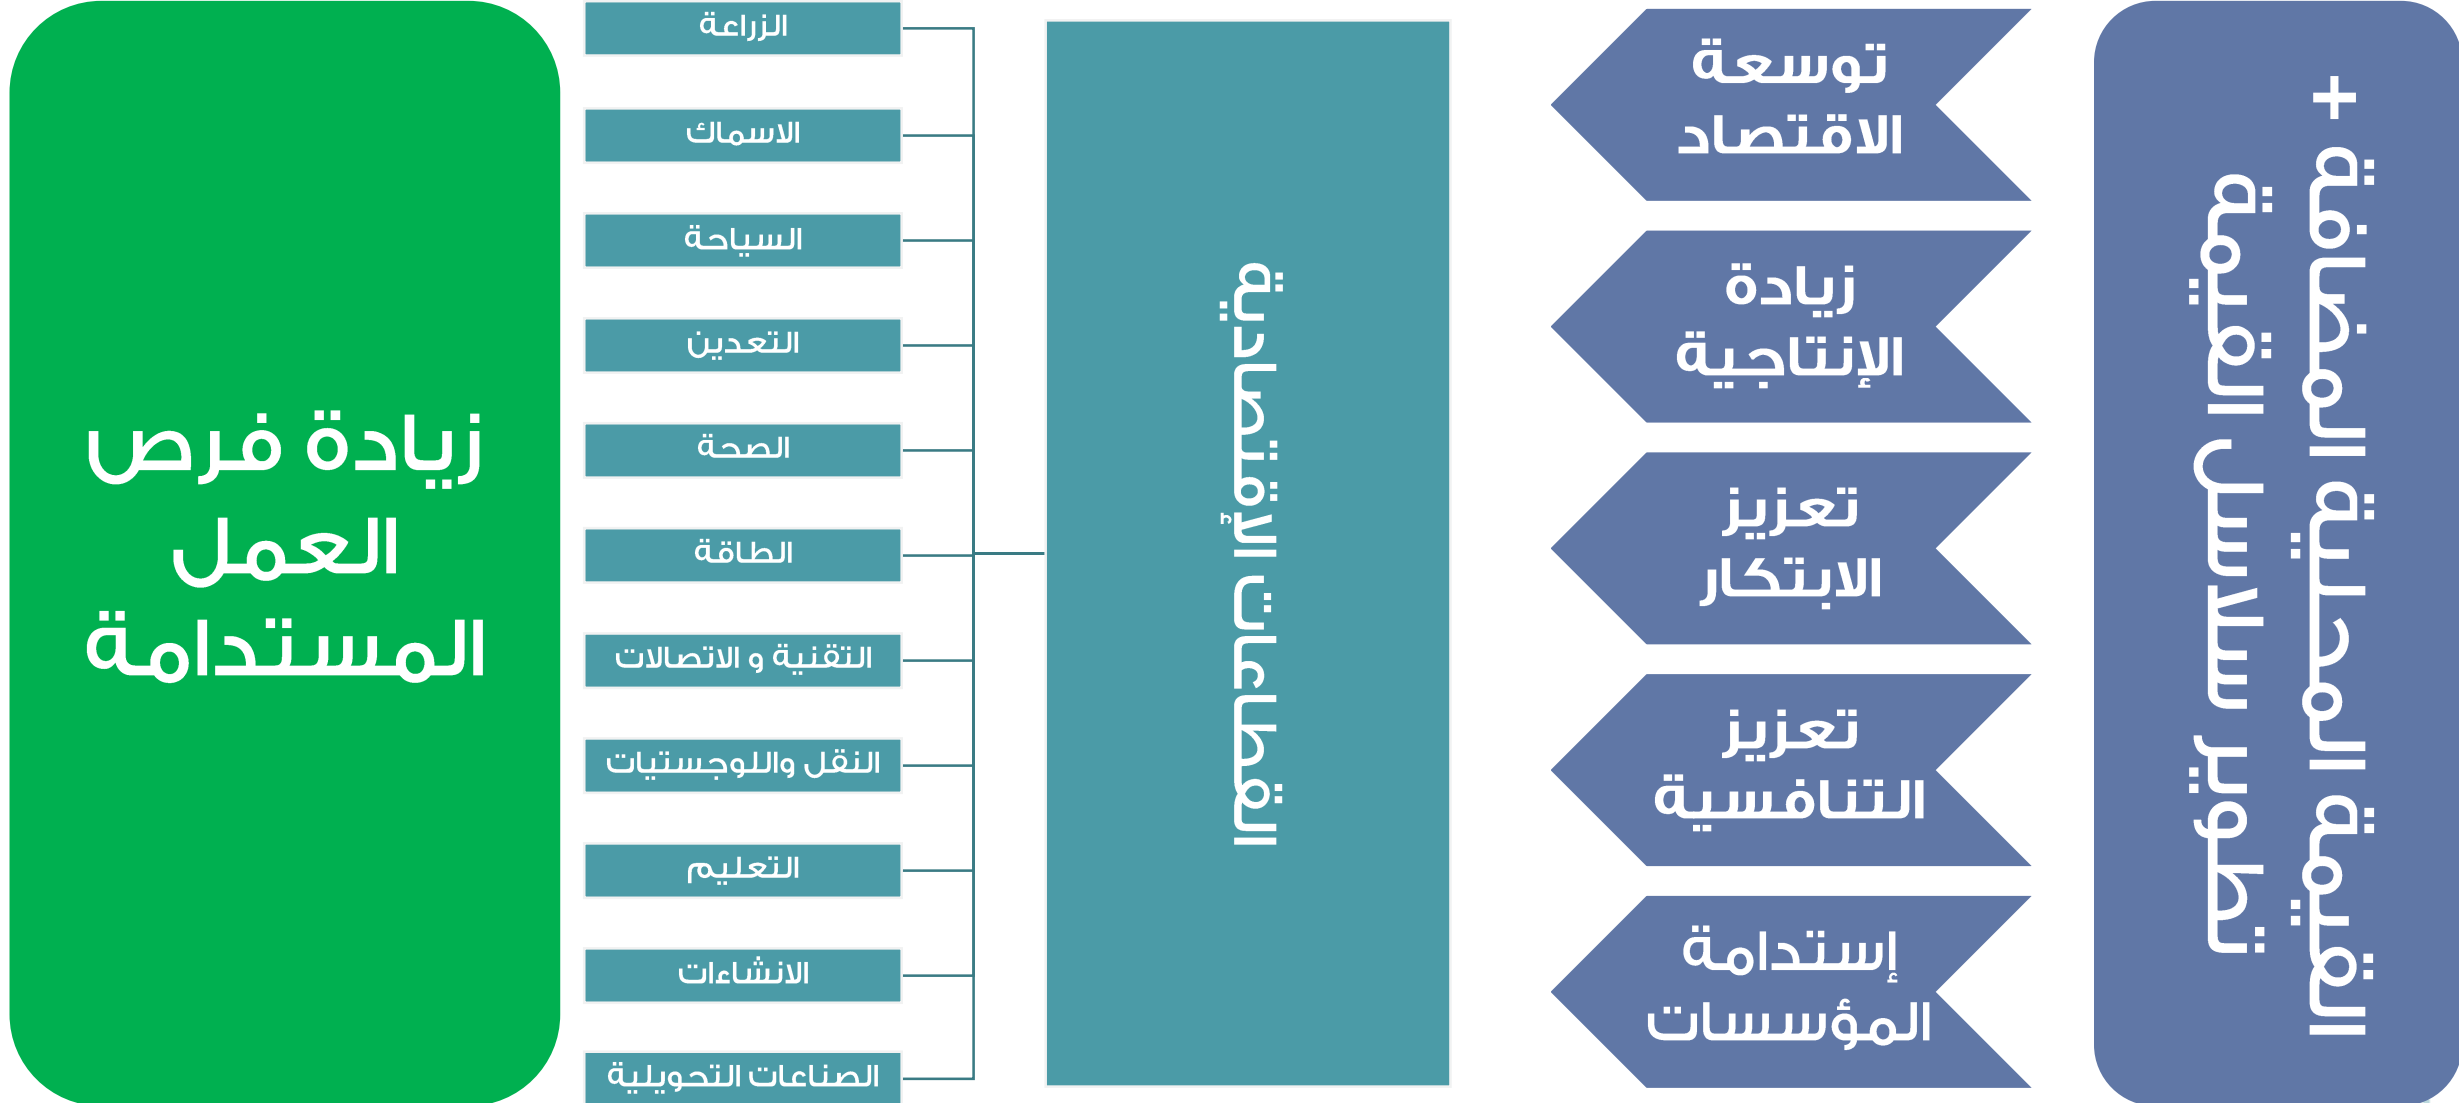 القيمة المحلية المضافة +
تطوير سلاسل القيمة
توسعة
الاقتصاد
زيادة
الإنتاجية
تعزيز
الابتكار
تعزيز
التنافسية
إستدامة
المؤسسات
القطاعات الإقتصادية
الزراعة
الاسماك
السياحة
التعدين
الصحة
الطاقة
التقنية و الاتصالات
النقل واللوجستيات
التعليم
الانشاءات
الصناعات التحويلية
زيادة فرص
العمل
المستدامة